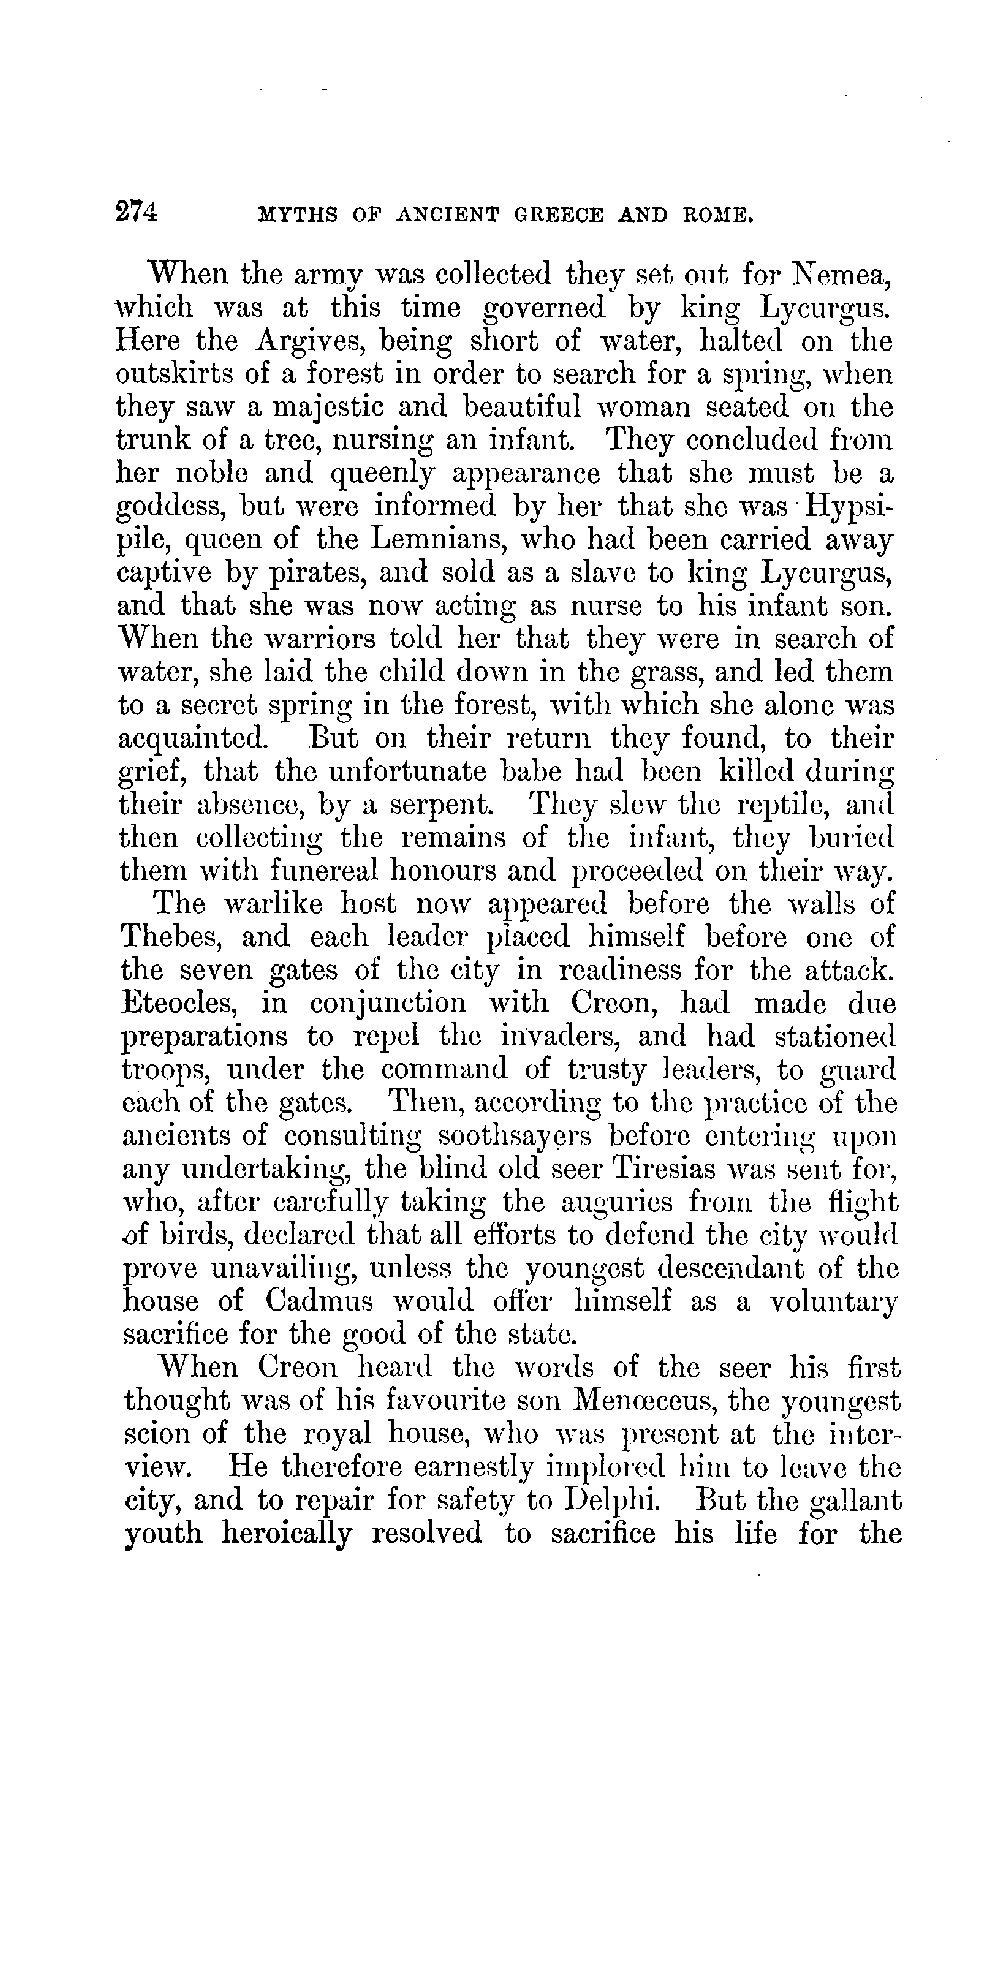 274 MYTHS OF ANCIENT GREECE AND ROME.
When the army was collected they set out for Nemea,
which was at this time governed by king Lycurgus.
Here the Argives, being short of water, halted on the
outskirts of a forest in order to search for a spring, when
they saw a majestic and beautiful woman seated on the
trunk of a tree, nursing an infant. They concluded from
her noble and queenly appearance that she must be a
goddess, but were informed by her that she was Hypsi-
pile, queen of the Lemnians, who had been carried away
captive by pirates, and sold as a slave to king Lycurgus,
and that she was now acting as nurse to his infant son.
When the warriors told her that they were in search of
water, she laid the child down in the grass, and led them
to a secret spring in the forest, with which she alone was
acquainted. But on their return they found, to their
grief, that the unfortunate babe had been killed during
their absence, by a serpent. They slew the reptile, and
then collecting the remains of the infant, they buried
them with funereal honours and proceeded on their way.
The warlike host now appeared before the walls of
Thebes, and each leader placed himself before one of
the seven gates of the city in readiness for the attack.
Eteocles, in conjunction with Creon, had made due
preparations to repel the invaders, and had stationed
troops, under the command of trusty leaders, to guard
each of the gates. Then, according to the practice of the
ancients of consulting soothsayers before entering upon
any undertaking, the blind old seer Tiresias was sent for,
who, after carefully taking the auguries from the flight
of birds, declared that all efforts to defend the city would
prove unavailing, unless the youngest descendant of the
house of Cadmus would offer himself as a voluntary
sacrifice for the good of the state.
When Creon heard the words of the seer his first
thought was of his favourite son Menœceus, the youngest
scion of the royal house, who was present at the inter-
view. He therefore earnestly implored him to leave the
city, and to repair for safety to Delphi. But the gallant
youth heroically resolved to sacrifice his life for the